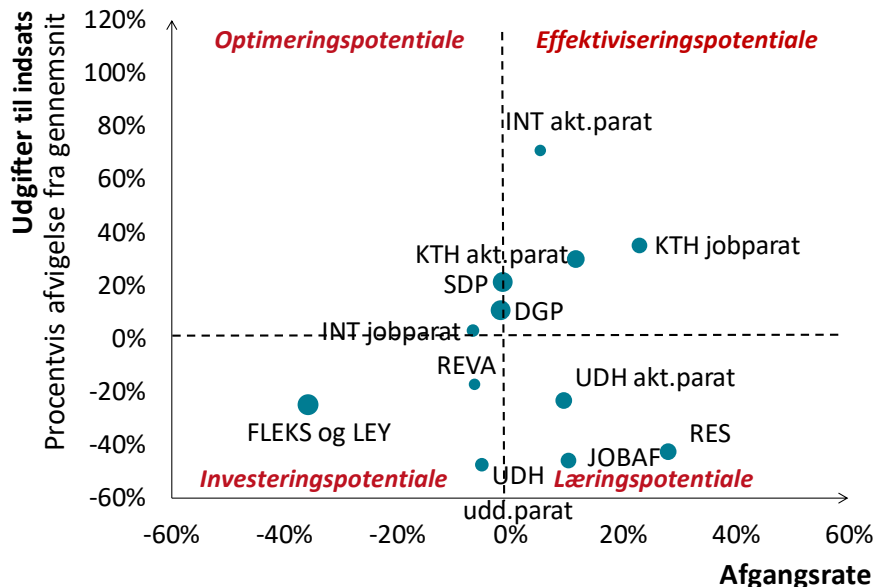 Udgifter til indsats
Procentvis afvigelse fra gennemsnit
120%
100%
80%
60%
40%
20%
0%
-20%
-40%
-60%
Optimeringspotentiale
Effektiviseringspotentiale
INT akt.parat
KTH akt.parat
KTH jobparat
SDP
DGP
INT jobparat
REVA
UDH akt.parat
FLEKS og LEY
RES
JOBAF
UDH
udd.parat
Investeringspotentiale
Læringspotentiale
-60%
-40%
-20%
0%
20%
40%
60%
Afgangsrate